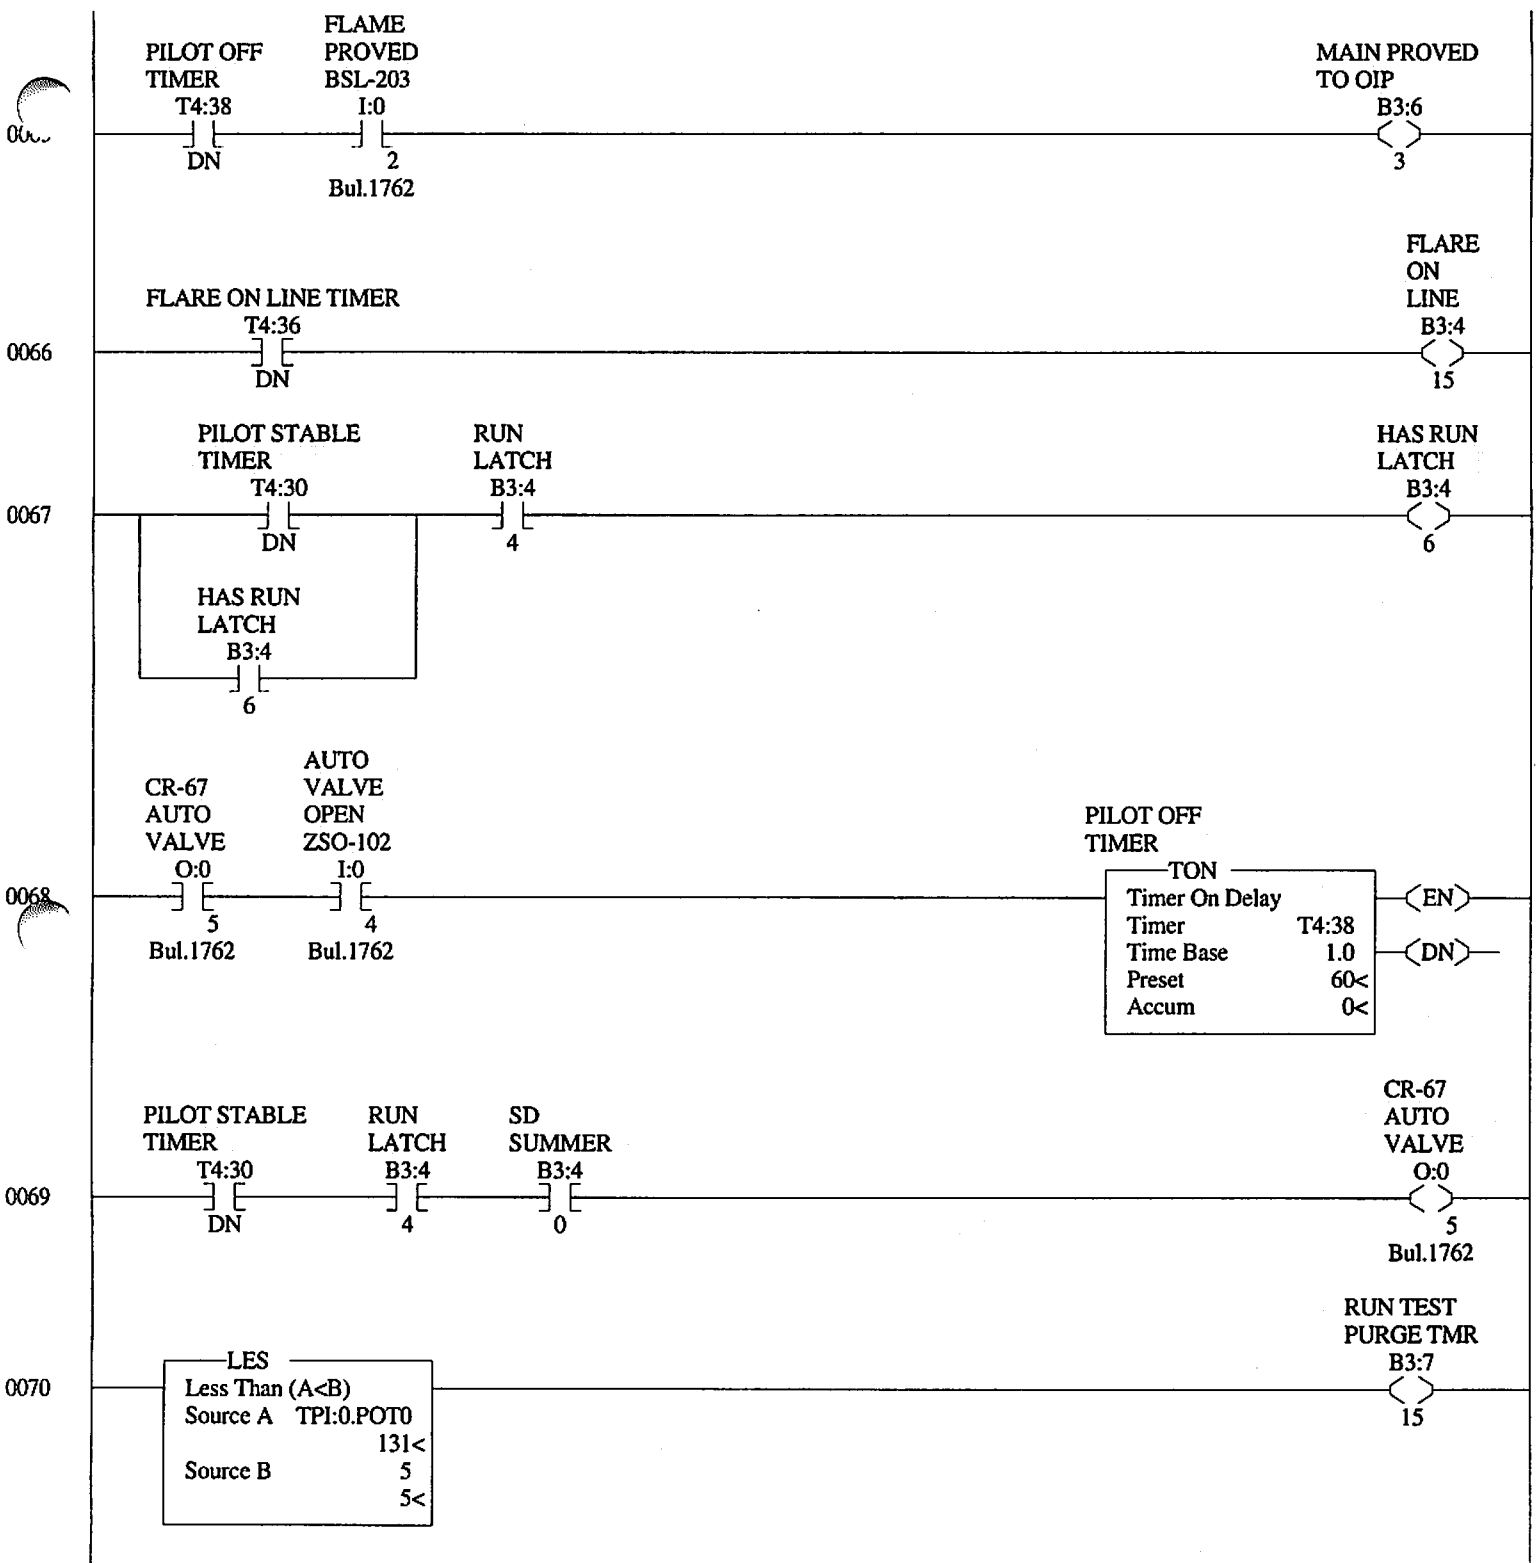 FLAME
PILOT OFF PROVED MAIN PROVED
TIMER BSL-203 TO OIP
T4:38 I:0 B3:6
DN 2 3
Bul.1762
FLARE
ON
FLARE ON LINE TIMER LINE
T4:36 B3:4
0066
DN 15
PILOT STABLE RUN HAS RUN
TIMER LATCH LATCH
T4:30 B3:4 B3:4
0067
DN 4 6
HAS RUN
LATCH
B3:4
6
AUTO
CR-67 VALVE
AUTO OPEN PILOT OFF
VALVE ZSO-102 TIMER
O:0 I:0 TON
0068 Timer On Delay EN
5 4 Timer T4:38
Bul.1762 Bul.1762 Time Base 1.0 DN
Preset 60<
Accum 0<
CR-67
PILOT STABLE RUN SD AUTO
TIMER LATCH SUMMER VALVE
T4:30 B3:4 B3:4 O:0
0069
DN 4 0 5
Bul.1762
RUN TEST
PURGE TMR
LES B3:7
0070 Less Than (A<B)
Source A TPI:0.POT0 15
131<
Source B 5
5<